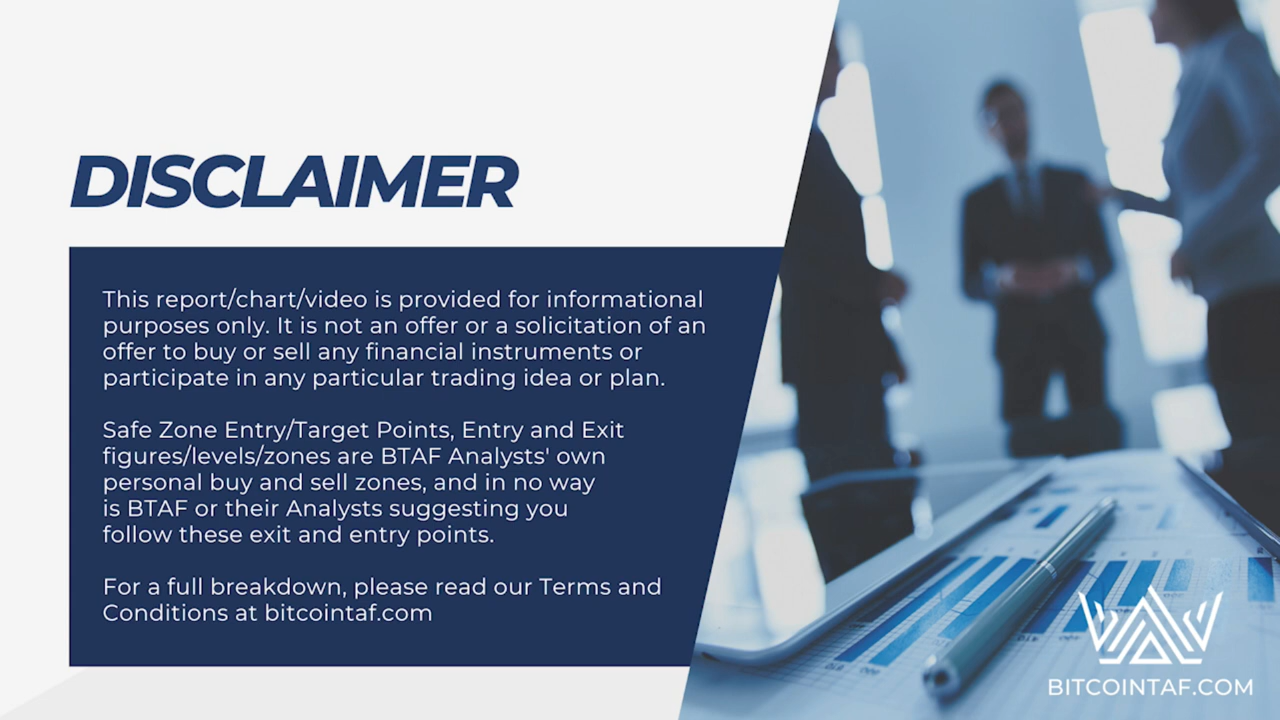 DISCLAIMER
This report/chart/video is provided for informational
purposes only. It is not an offer or a solicitation of an
offer to buy or sell any financial instruments or
participate in any particular trading idea or plan.
Safe Zone Entry/Target Points, Entry and Exit
figures/levels/zones are BTAF Analysts' own
personal buy and sell zones, and in no way
is BTAF or their Analysts suggesting you
follow these exit and entry points.
For a full breakdown, please read our Terms and
Conditions at bitcointaf.com
BITCOINTAF.COM